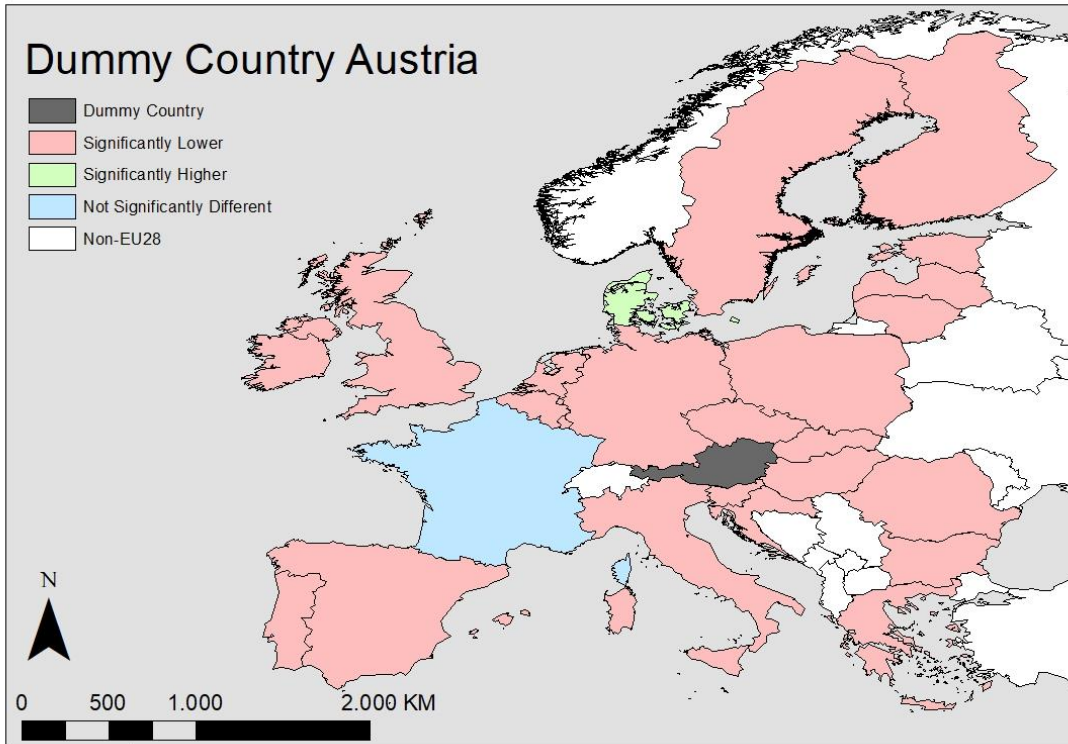 Dummy Country Austria
Dummy Country
Significantly Lower
Significantly Higher
Not Significantly Different
Non-EU28
N
0 500 1.000 2.000 KM